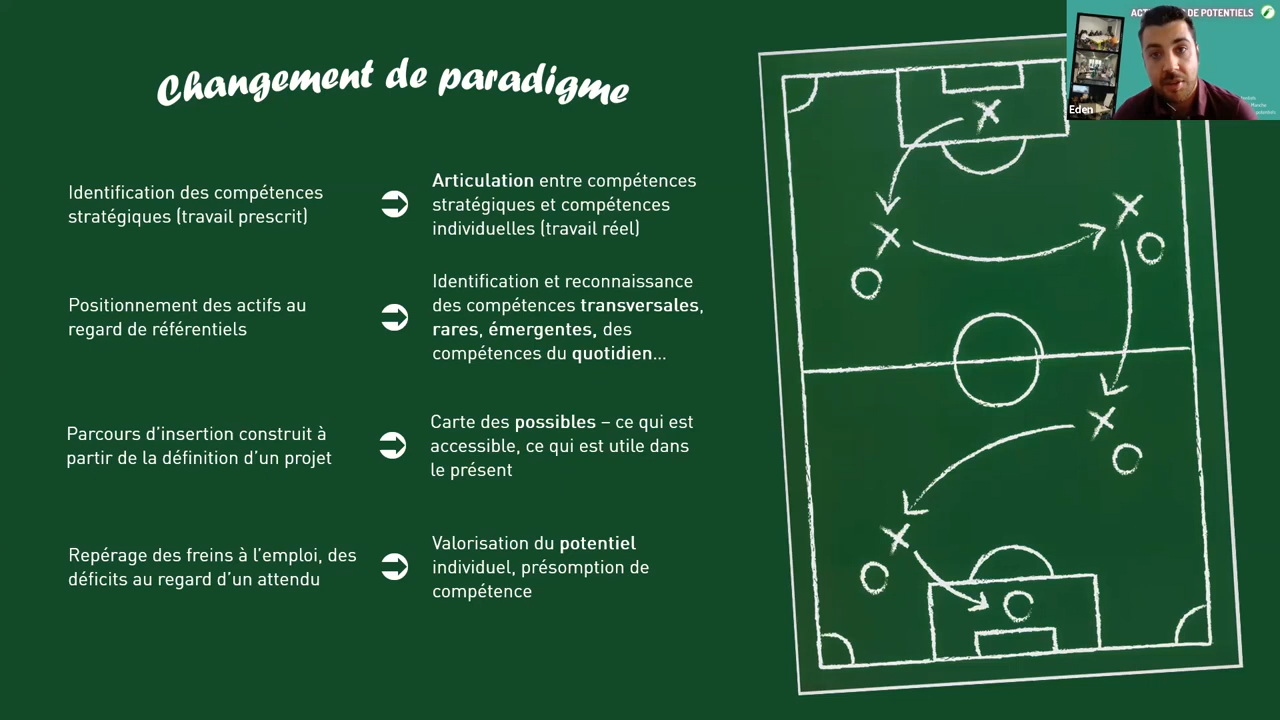 Changement de paradigme
Identification des compétences
stratégiques (travail prescrit)
Articulation entre compétences
stratégiques et compétences
individuelles (travail réel)
Positionnement des actifs au
regard de référentiels
Identification et reconnaissance
des compétences transversales,
rares, émergentes, des
compétences du quotidien...
Parcours d’insertion construit à
partir de la définition d’un projet
Carte des possibles – ce qui est
accessible, ce qui est utile dans
le présent
Repérage des freins à l’emploi, des
déficits au regard d’un attendu
Valorisation du potentiel
individuel, présomption de
compétence
DE POTENTIELS
Eden